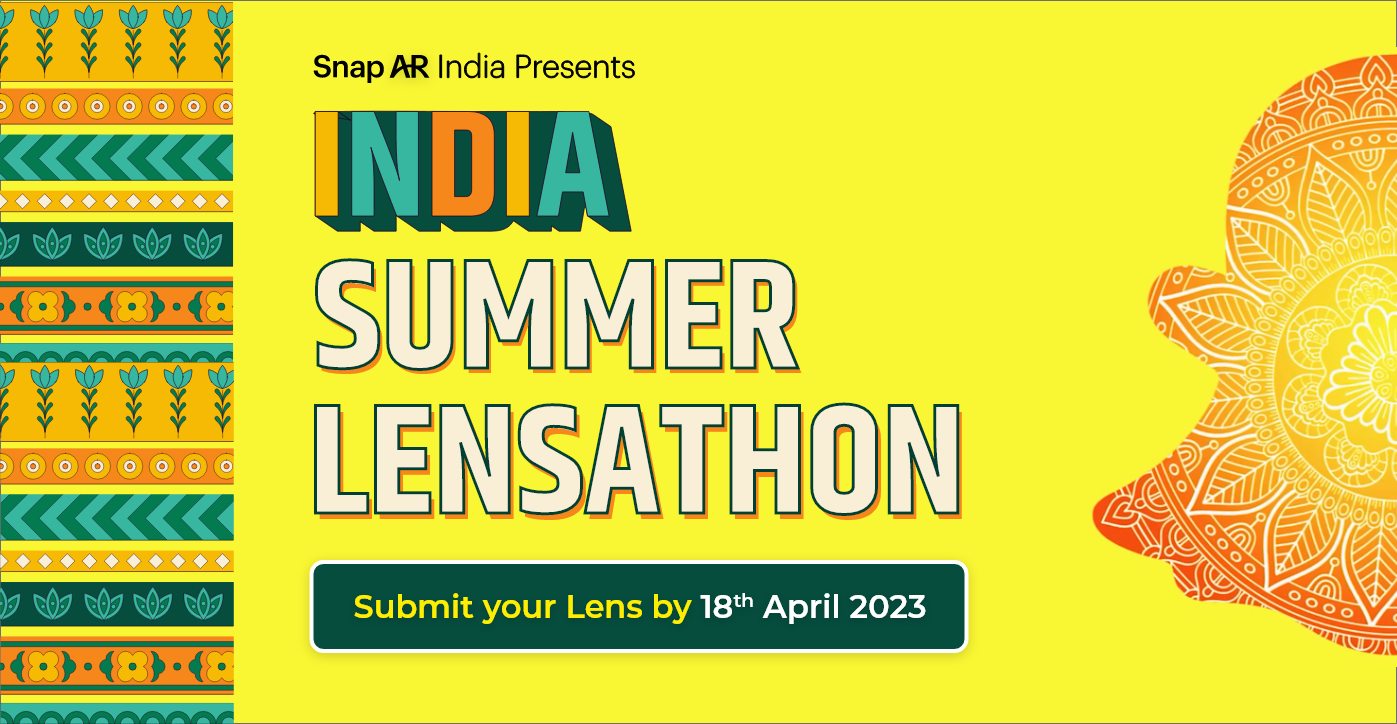 Snap AR India Presents
INDIA
SUMMER
LENSATHON
Submit your Lens by 18th April 2023